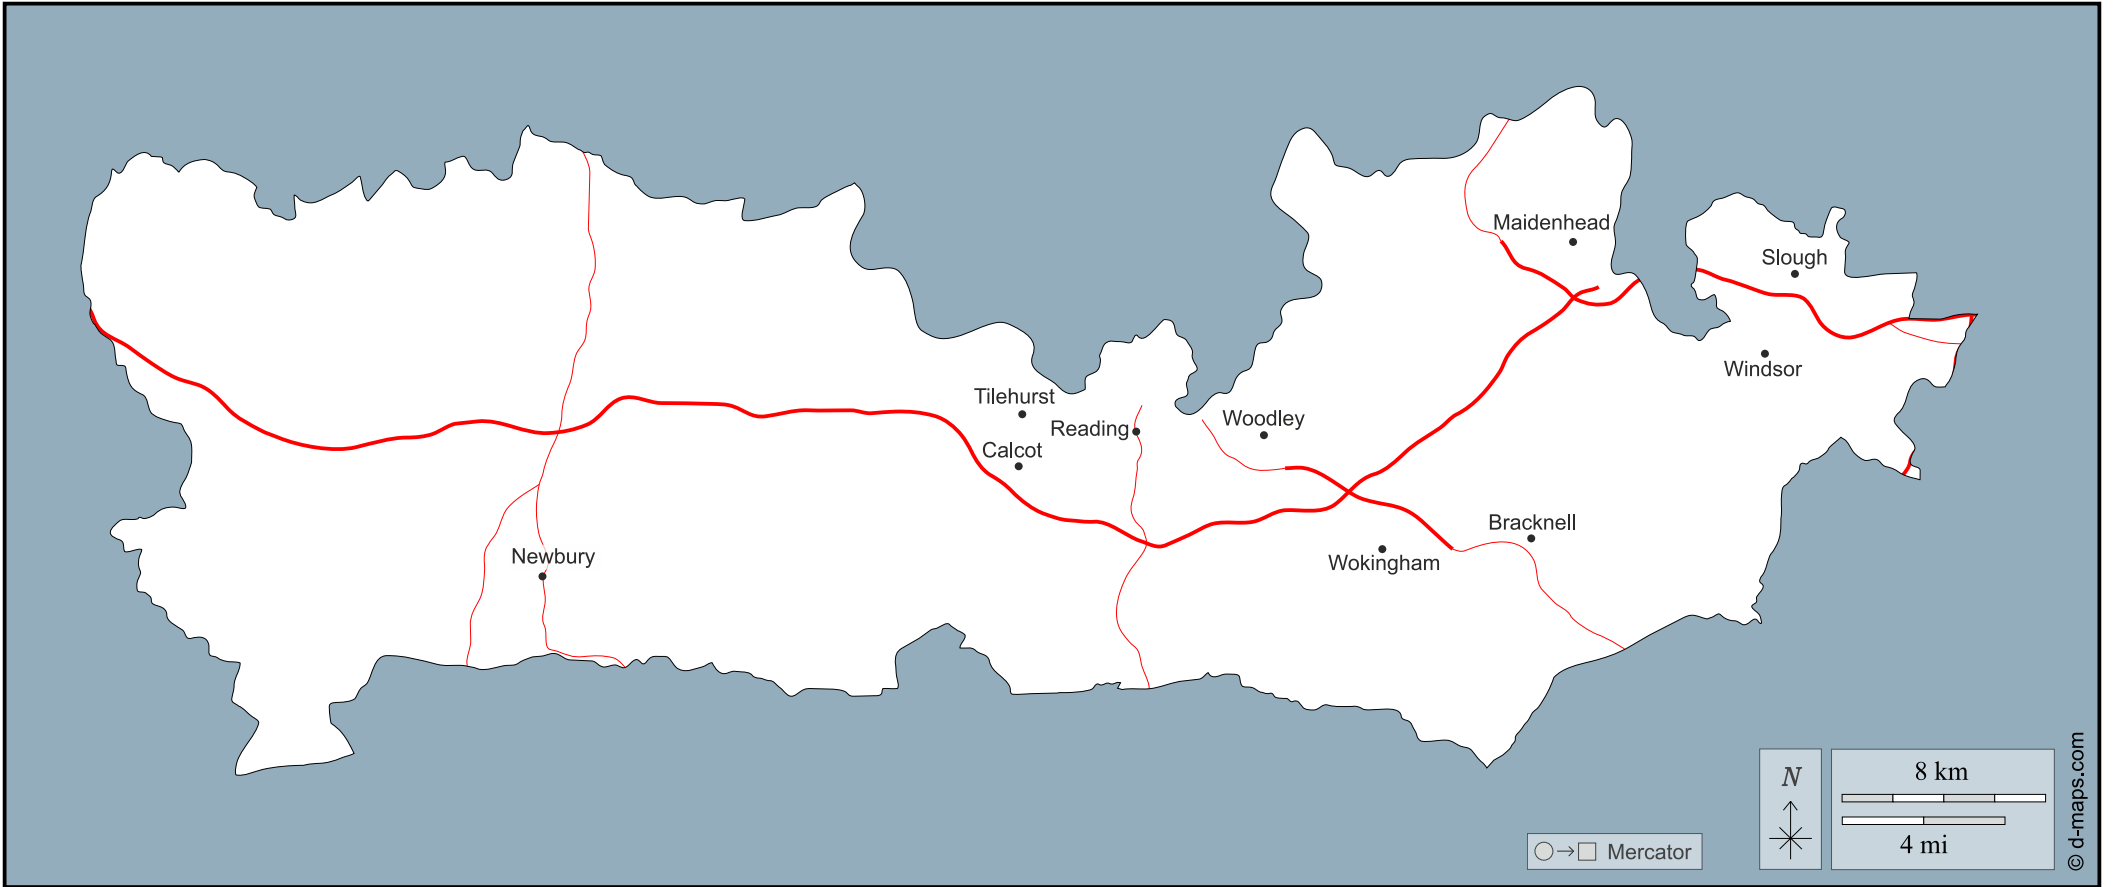 Maidenhead
Slough
Windsor
Tilehurst
Woodley
Reading
Calcot
Bracknell
Newbury
Wokingham
N
8 km
4 mi
Mercator
© d-maps.com